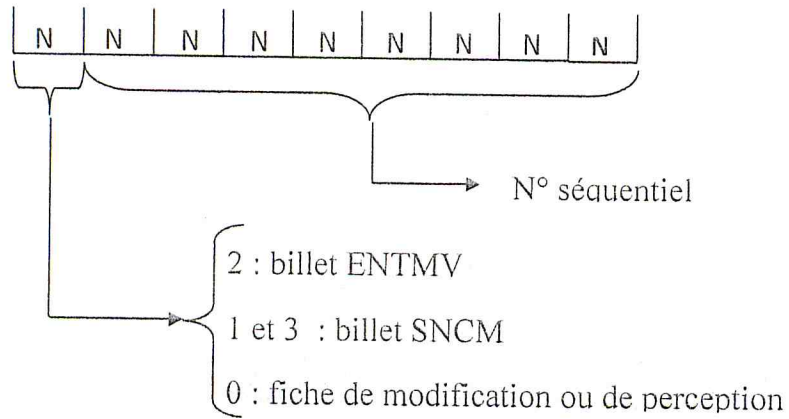 N N N N N N N N N
N° séquentiel
2 : billet ENTMV
1 et 3 : billet SNCM
0 : fiche de modification ou de perception